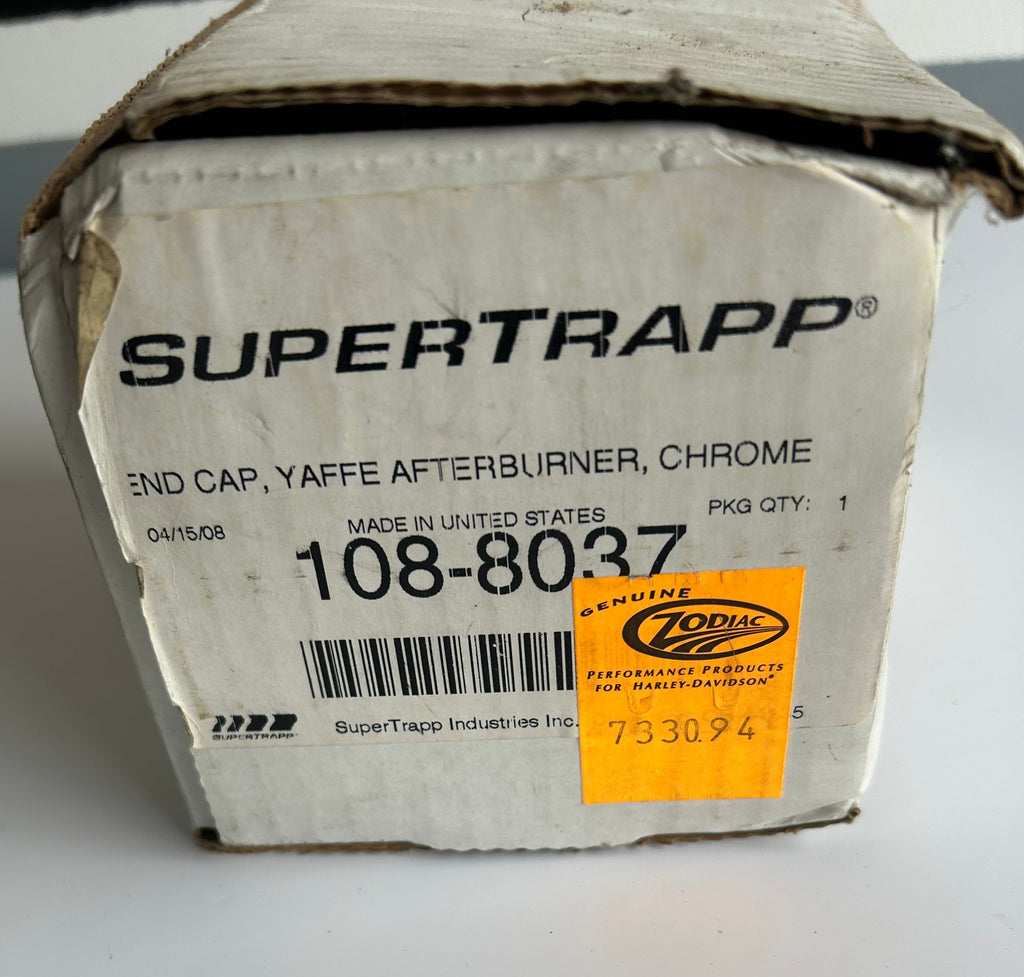 SUPERTRAPP®
END CAP, YAFFE AFTERBURNER, CHROME
04/15/08 MADE IN UNITED STATES PKG QTY: 1
108-8037
GENUINE
ZODIAC
PERFORMANCE PRODUCTS
FOR HARLEY-DAVIDSON®
733094
SUPERTRAPP
SuperTrapp Industries Inc. 5